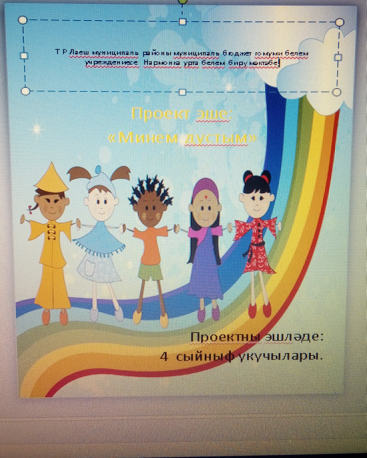 Т Р Лаеш муниципаль районы муниципаль бюджет гомуми белем
учреждениесе Нармонка урта белем бирү мәктәбе
Проект эше
«Минем дустым»
Проектны эшләде:
4 сыйныф укучылары.